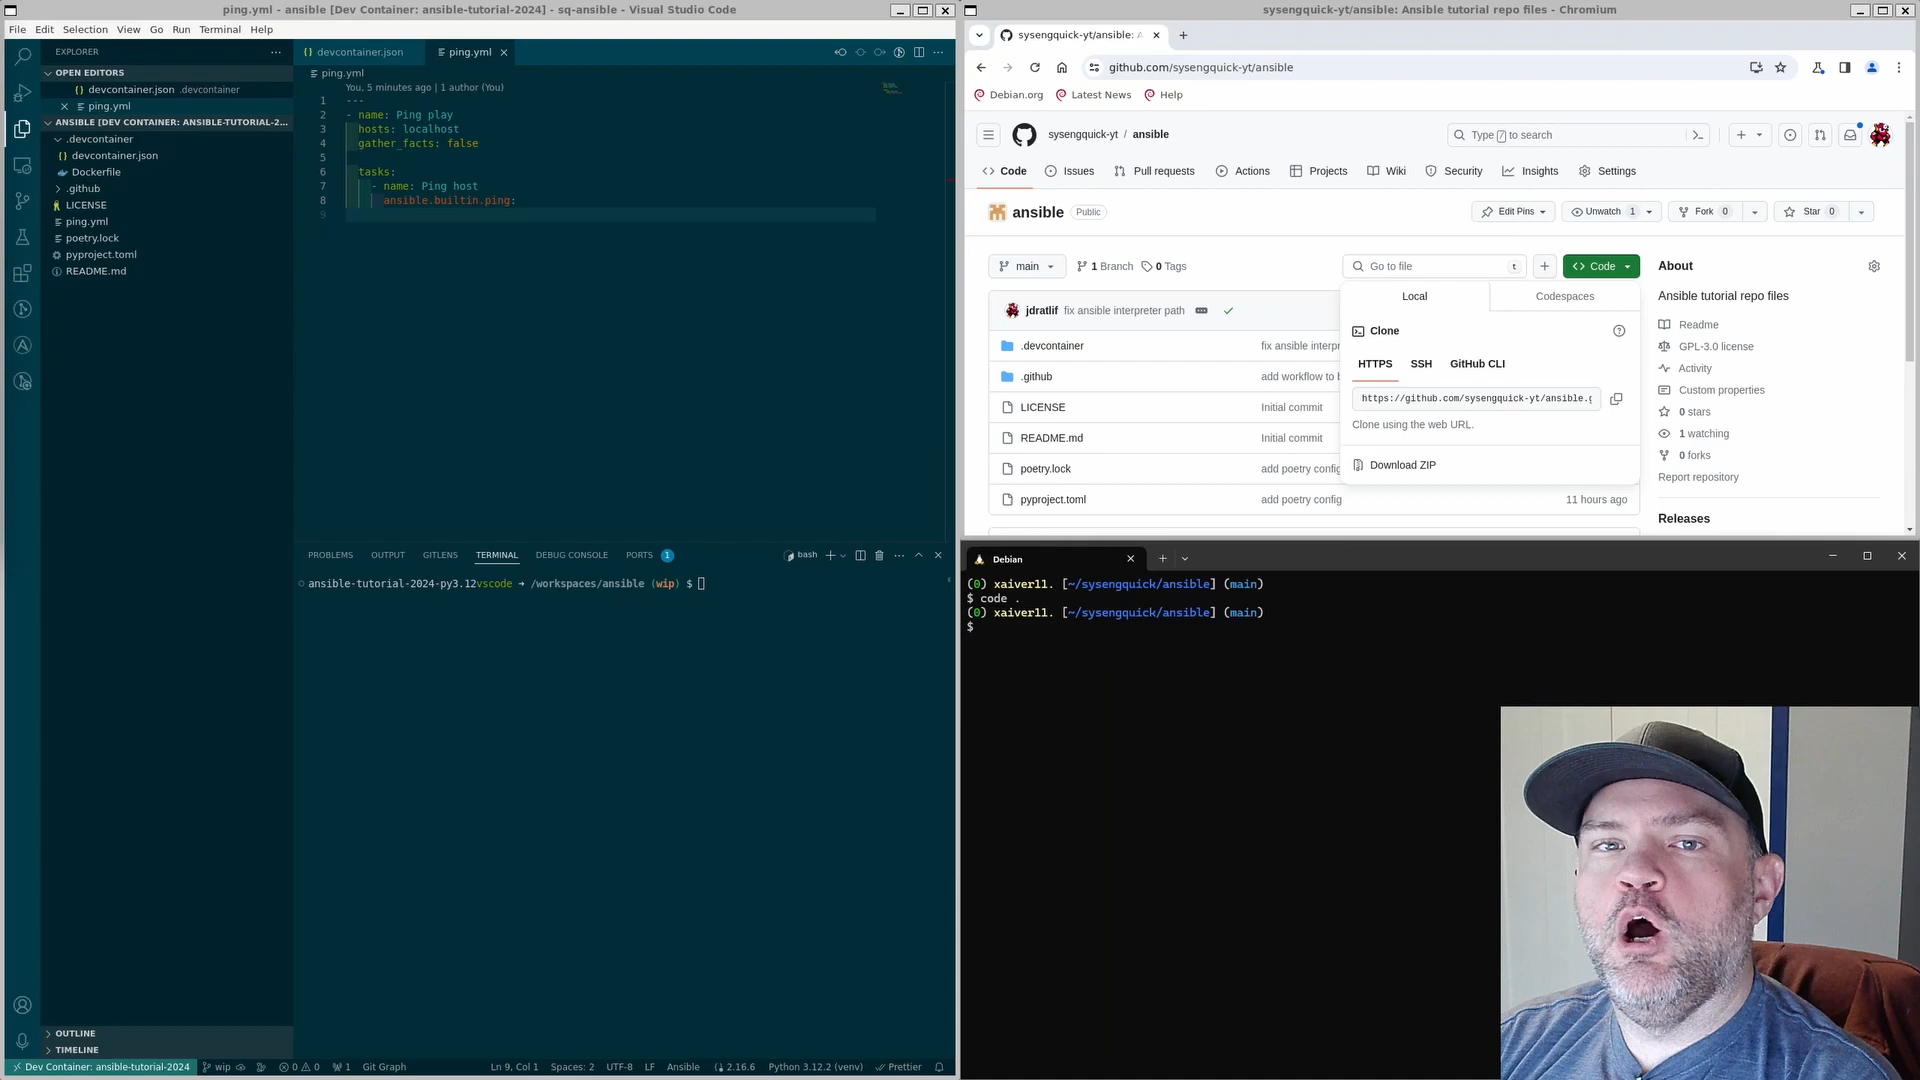 ping.yml - ansible [Dev Container: ansible-tutorial-2024] - sq-ansible - Visual Studio Code
File Edit Selection View Go Run Terminal Help
EXPLORER
OPEN EDITORS
devcontainer.json .devcontainer
ping.yml
ANSIBLE [DEV CONTAINER: ANSIBLE-TUTORIAL-2...
.devcontainer
devcontainer.json
Dockerfile
.github
LICENSE
ping.yml
poetry.lock
pyproject.toml
README.md
OUTLINE
TIMELINE
devcontainer.json
ping.yml
ping.yml
You, 5 minutes ago | 1 author (You)
1 ---
2 - name: Ping play
3 hosts: localhost
4 gather_facts: false
5
6 tasks:
7 - name: Ping host
8 ansible.builtin.ping:
9
PROBLEMS OUTPUT GITLENS TERMINAL DEBUG CONSOLE PORTS 1
bash
ansible-tutorial-2024-py3.12vscode ➜ /workspaces/ansible (wip) $
Dev Container: ansible-tutorial-2024 wip 0 0 1 Git Graph Ln 9, Col 1 Spaces: 2 UTF-8 LF Ansible 2.16.6 Python 3.12.2 (venv) Prettier
sysengquick-yt/ansible: Ansible tutorial repo files - Chromium
sysengquick-yt/ansible: A
github.com/sysengquick-yt/ansible
Debian.org Latest News Help
sysengquick-yt / ansible
Type / to search
Code Issues Pull requests Actions Projects Wiki Security Insights Settings
ansible Public
Edit Pins Unwatch 1 Fork 0 Star 0
main 1 Branch 0 Tags
Go to file t
Code
jdratlif fix ansible interpreter path
.devcontainer fix ansible interpr
.github add workflow to b
LICENSE Initial commit
README.md Initial commit
poetry.lock add poetry config
pyproject.toml add poetry config 11 hours ago
Local Codespaces
Clone
HTTPS SSH GitHub CLI
https://github.com/sysengquick-yt/ansible.g
Clone using the web URL.
Download ZIP
About
Ansible tutorial repo files
Readme
GPL-3.0 license
Activity
Custom properties
0 stars
1 watching
0 forks
Report repository
Releases
Debian
(0) xaiver11. [~/sysengquick/ansible] (main)
$ code .
(0) xaiver11. [~/sysengquick/ansible] (main)
$